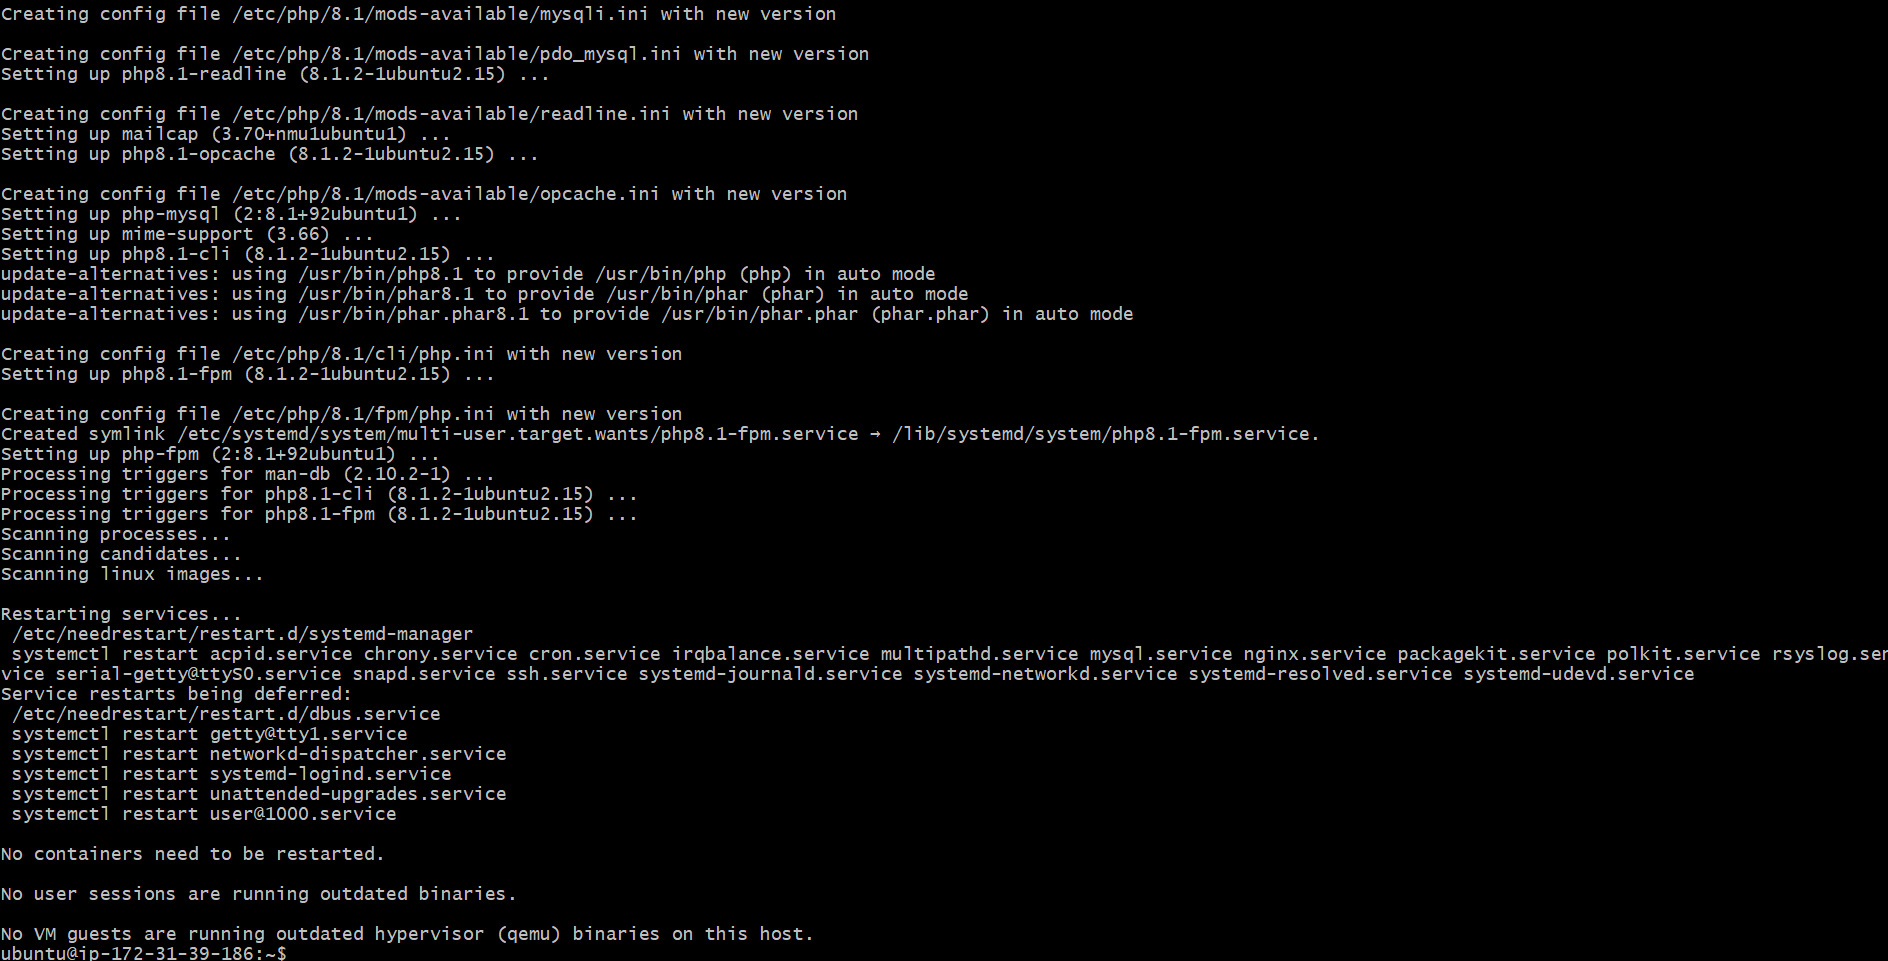 Creating config file /etc/php/8.1/mods-available/mysqli.ini with new version
Creating config file /etc/php/8.1/mods-available/pdo_mysql.ini with new version
Setting up php8.1-readline (8.1.2-1ubuntu2.15) ...
Creating config file /etc/php/8.1/mods-available/readline.ini with new version
Setting up mailcap (3.70+nmu1ubuntu1) ...
Setting up php8.1-opcache (8.1.2-1ubuntu2.15) ...
Creating config file /etc/php/8.1/mods-available/opcache.ini with new version
Setting up php-mysql (2:8.1+92ubuntu1) ...
Setting up mime-support (3.66) ...
Setting up php8.1-cli (8.1.2-1ubuntu2.15) ...
update-alternatives: using /usr/bin/php8.1 to provide /usr/bin/php (php) in auto mode
update-alternatives: using /usr/bin/phar8.1 to provide /usr/bin/phar (phar) in auto mode
update-alternatives: using /usr/bin/phar.phar8.1 to provide /usr/bin/phar.phar (phar.phar) in auto mode
Creating config file /etc/php/8.1/cli/php.ini with new version
Setting up php8.1-fpm (8.1.2-1ubuntu2.15) ...
Creating config file /etc/php/8.1/fpm/php.ini with new version
Created symlink /etc/systemd/system/multi-user.target.wants/php8.1-fpm.service → /lib/systemd/system/php8.1-fpm.service.
Setting up php-fpm (2:8.1+92ubuntu1) ...
Processing triggers for man-db (2.10.2-1) ...
Processing triggers for php8.1-cli (8.1.2-1ubuntu2.15) ...
Processing triggers for php8.1-fpm (8.1.2-1ubuntu2.15) ...
Scanning processes...
Scanning candidates...
Scanning linux images...
Restarting services...
/etc/needrestart/restart.d/systemd-manager
systemctl restart acpid.service chrony.service cron.service irqbalance.service multipathd.service mysql.service nginx.service packagekit.service polkit.service rsyslog.ser
vice serial-getty@ttyS0.service snapd.service ssh.service systemd-journald.service systemd-networkd.service systemd-resolved.service systemd-udevd.service
Service restarts being deferred:
/etc/needrestart/restart.d/dbus.service
systemctl restart getty@tty1.service
systemctl restart networkd-dispatcher.service
systemctl restart systemd-logind.service
systemctl restart unattended-upgrades.service
systemctl restart user@1000.service
No containers need to be restarted.
No user sessions are running outdated binaries.
No VM guests are running outdated hypervisor (qemu) binaries on this host.
ubuntu@ip-172-31-39-186:~$